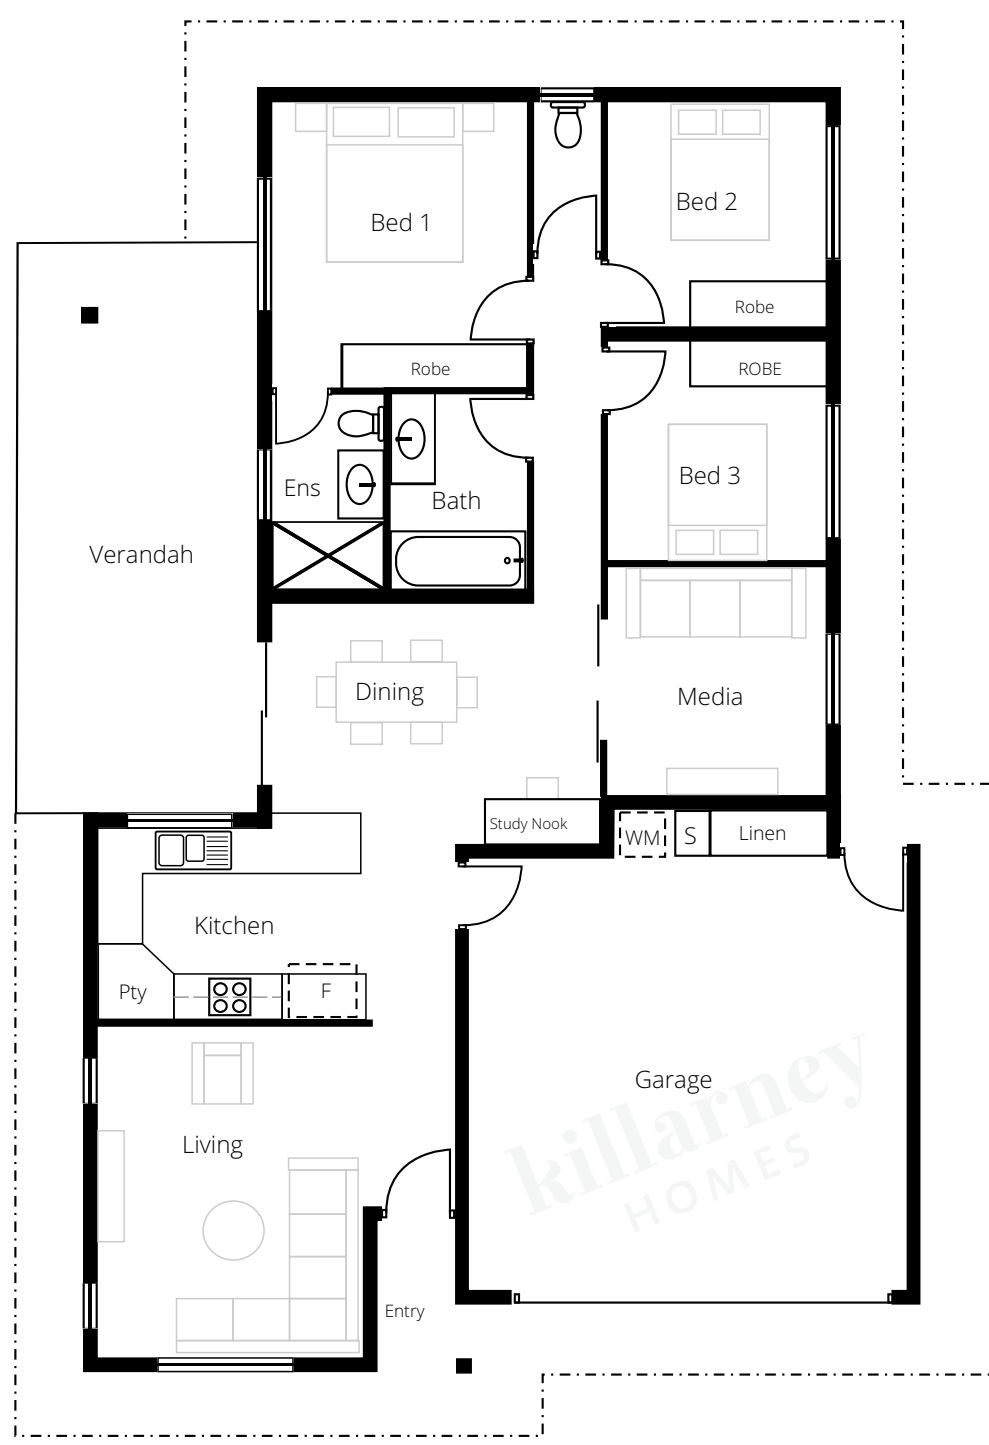 Bed 1
Bed 2
Robe
Robe
ROBE
Bed 3
Ens
Bath
Verandah
Dining
Media
Study Nook
WM
S
Linen
Kitchen
Pty
F
Garage
killarney
HOMES
Living
Entry